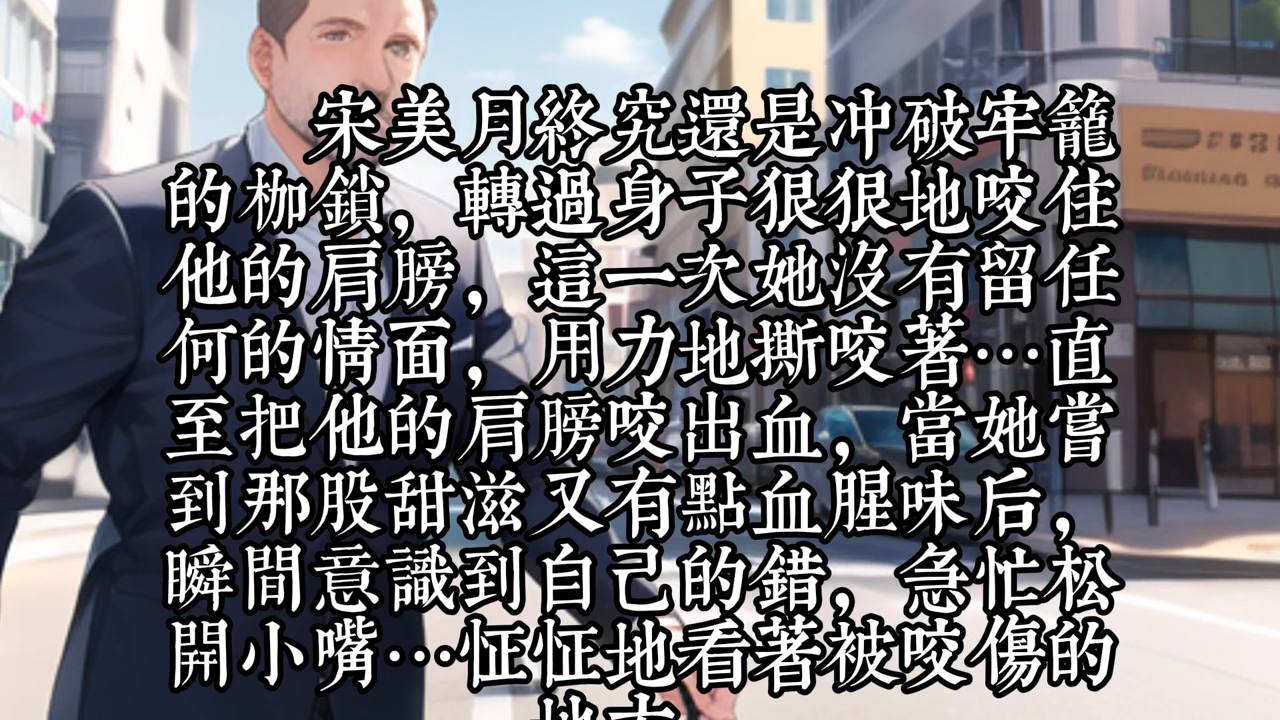 宋美月終究還是冲破牢籠
的枷鎖，轉過身子狠狠地咬住
他的肩膀，這一次她沒有留任
何的情面，用力地撕咬著…直
至把他的肩膀咬出血，當她嘗
到那股甜滋又有點血腥味后，
瞬間意識到自己的錯，急忙松
開小嘴…怔怔地看著被咬傷的
地方